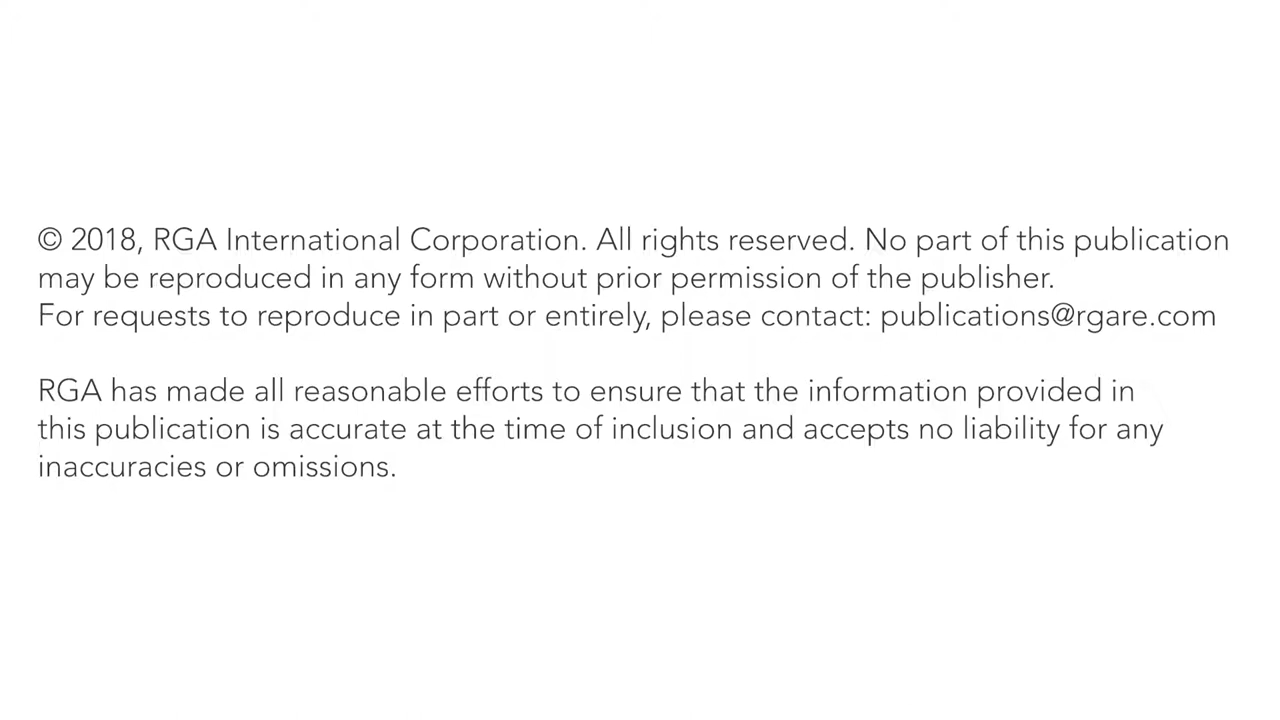 © 2018, RGA International Corporation. All rights reserved. No part of this publication
may be reproduced in any form without prior permission of the publisher.
For requests to reproduce in part or entirely, please contact: publications@rgare.com
RGA has made all reasonable efforts to ensure that the information provided in
this publication is accurate at the time of inclusion and accepts no liability for any
inaccuracies or omissions.